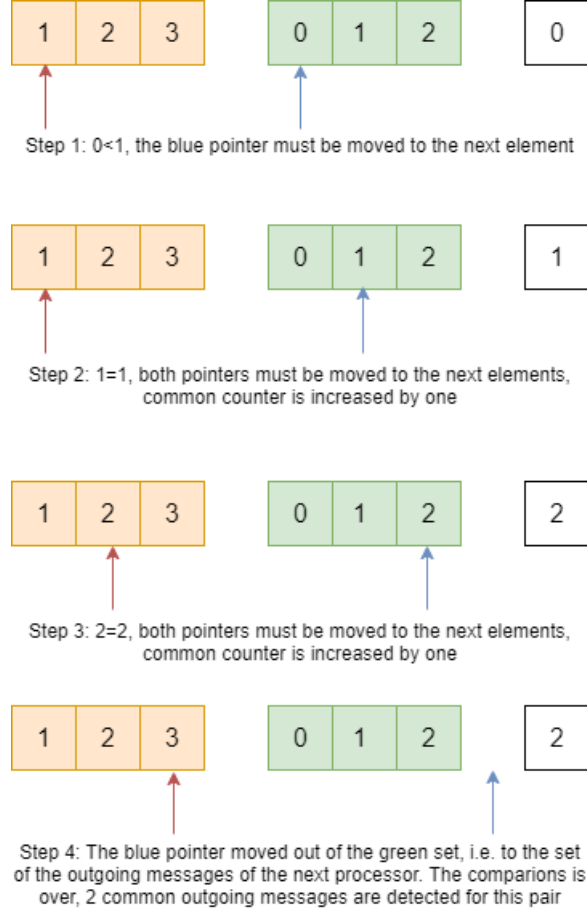 1 2 3 0 1 2 0
Step 1: 0<1, the blue pointer must be moved to the next element
1 2 3 0 1 2 1
Step 2: 1=1, both pointers must be moved to the next elements,
common counter is increased by one
1 2 3 0 1 2 2
Step 3: 2=2, both pointers must be moved to the next elements,
common counter is increased by one
1 2 3 0 1 2 2
Step 4: The blue pointer moved out of the green set, i.e. to the set
of the outgoing messages of the next processor. The comparions is
over, 2 common outgoing messages are detected for this pair